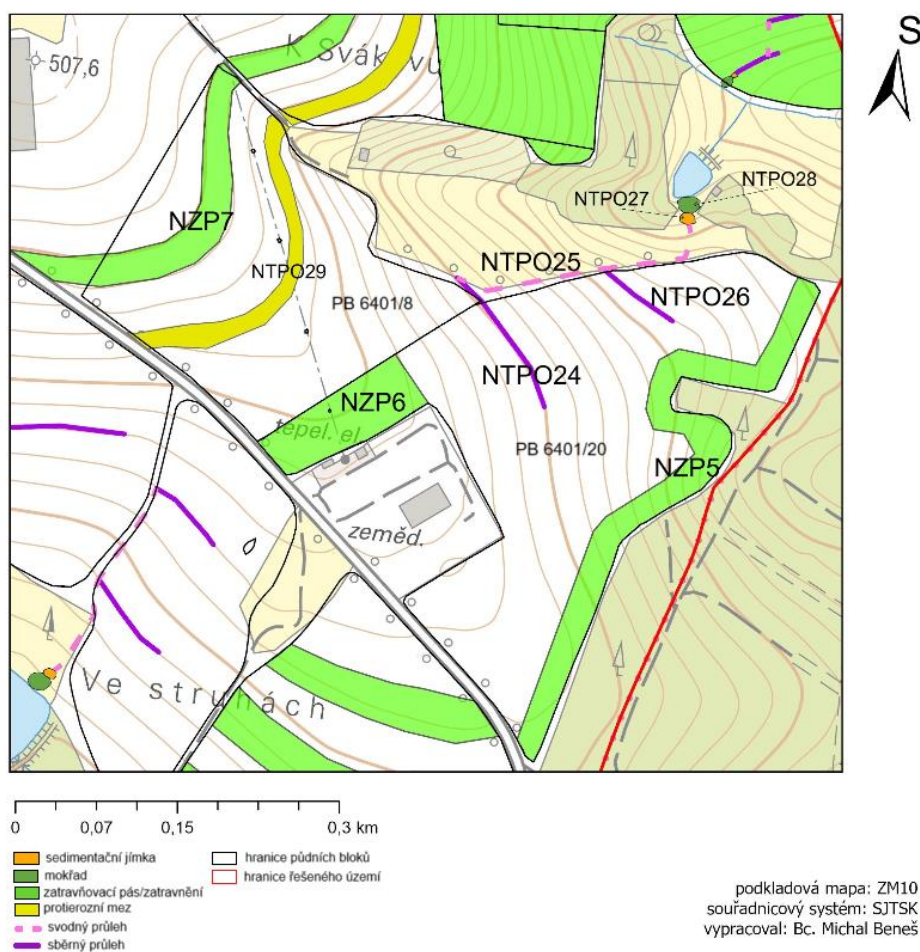 S
K Svákovu
507,6
NTPO28
NTPO27
NZP7
NTPO25
NTPO29
NTPO26
PB 6401/8
NTPO24
NZP6
tepel. el.
PB 6401/20
NZP5
zeměd.
Ve struhách
0 0,07 0,15 0,3 km
sedimentační jímka
mokřad
zatravňovací pás/zatravnění
protierozní mez
svodný průleh
sběrný průleh
hranice půdních bloků
hranice řešeného území
podkladová mapa: ZM10
souřadnicový systém: SJTSK
vypracoval: Bc. Michal Beneš